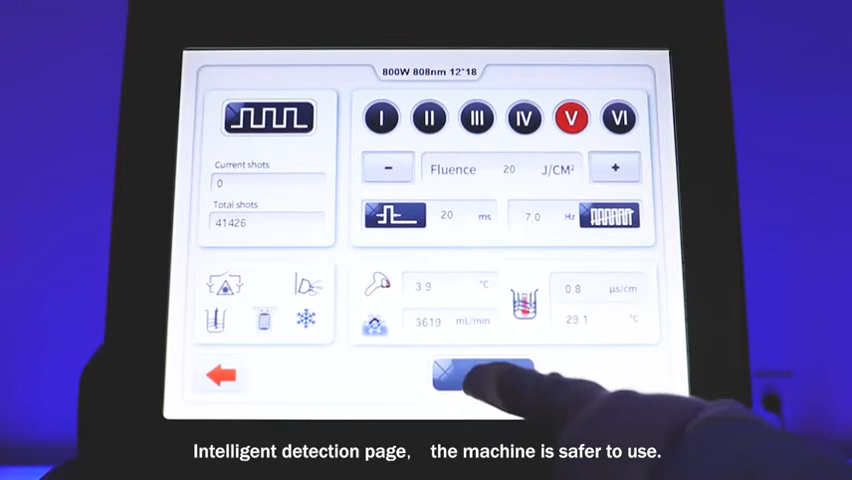 800W 808nm 12*18
I II III IV V VI
Current shots
0
Total shots
41426
- Fluence 20 J/CM² +
20 ms 7 0 Hz
3.9 °C
3619 mL/min
0.8 μs/cm
29.1 °C
Intelligent detection page, the machine is safer to use.